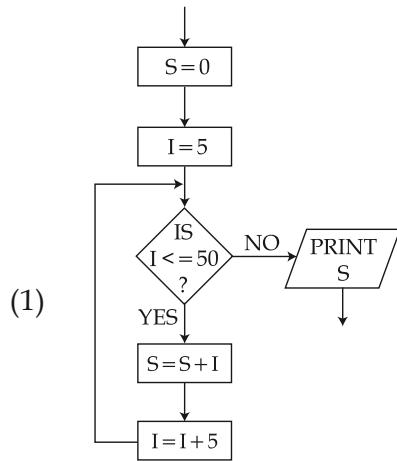 S=0
I=5
IS
I <= 50
?
NO
PRINT
S
(1)
YES
S=S+I
I=I+5